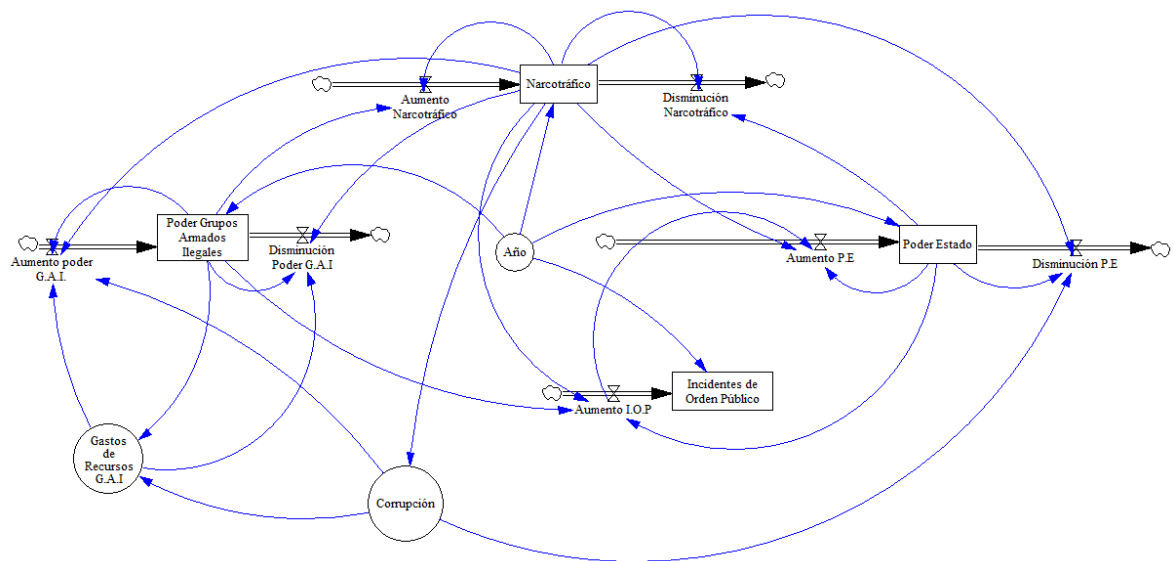 Narcotráfico
Aumento
Narcotráfico
Disminución
Narcotráfico
Poder Grupos
Armados
Ilegales
Aumento poder
G.A.I.
Disminución
Poder G.A.I
Año
Aumento P.E
Poder Estado
Disminución P.E
Incidentes de
Orden Público
Aumento I.O.P
Gastos
de
Recursos
G.A.I
Corrupción